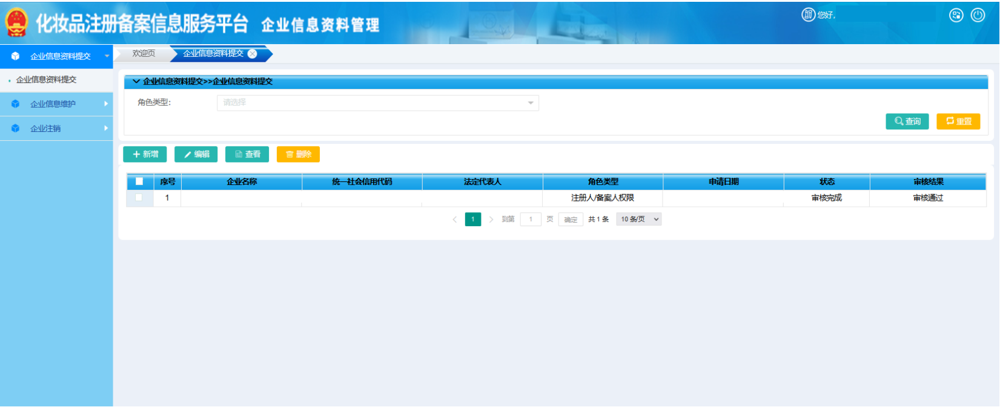 化妆品注册备案信息服务平台 企业信息资料管理
您好,
企业信息资料提交
欢迎页
企业信息资料提交
企业信息资料提交
企业信息维护
企业注销
企业信息资料提交>>企业信息资料提交
角色类型:
请选择
查询
重置
新增
编辑
查看
删除
序号 企业名称 统一社会信用代码 法定代表人 角色类型 申请日期 状态 审核结果
1 注册人/备案人权限 审核完成 审核通过
1 到第 1 页 确定 共 1 条 10 条/页